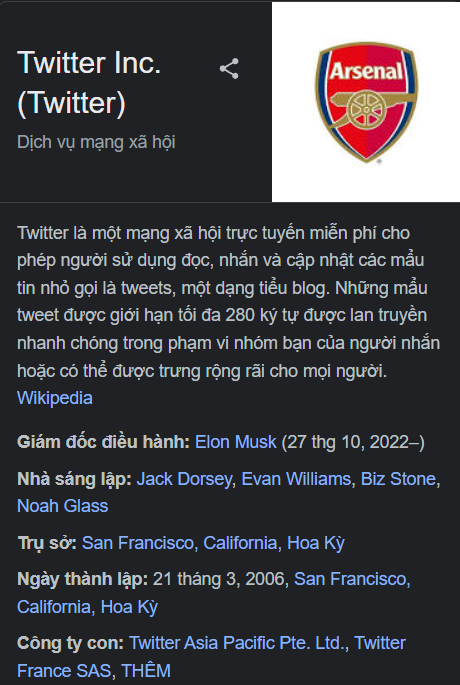 Twitter Inc.
(Twitter)
Dịch vụ mạng xã hội
Arsenal
Twitter là một mạng xã hội trực tuyến miễn phí cho
phép người sử dụng đọc, nhắn và cập nhật các mẩu
tin nhỏ gọi là tweets, một dạng tiểu blog. Những mẩu
tweet được giới hạn tối đa 280 ký tự được lan truyền
nhanh chóng trong phạm vi nhóm bạn của người nhắn
hoặc có thể được trưng rộng rãi cho mọi người.
Wikipedia
Giám đốc điều hành: Elon Musk (27 thg 10, 2022–)
Nhà sáng lập: Jack Dorsey, Evan Williams, Biz Stone,
Noah Glass
Trụ sở: San Francisco, California, Hoa Kỳ
Ngày thành lập: 21 tháng 3, 2006, San Francisco,
California, Hoa Kỳ
Công ty con: Twitter Asia Pacific Pte. Ltd., Twitter
France SAS, THÊM